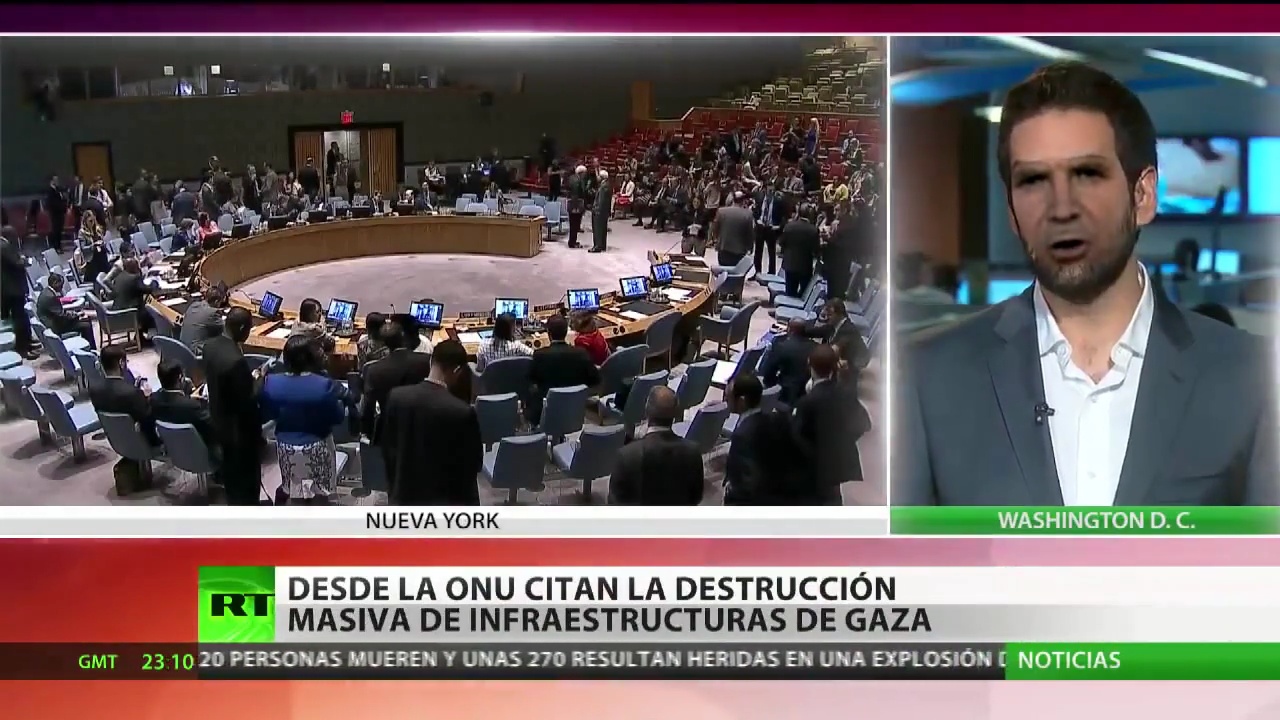 NUEVA YORK
WASHINGTON D. C.
RT
DESDE LA ONU CITAN LA DESTRUCCIÓN
MASIVA DE INFRAESTRUCTURAS DE GAZA
GMT 23:10
20 PERSONAS MUEREN Y UNAS 270 RESULTAN HERIDAS EN UNA EXPLOSIÓN
NOTICIAS